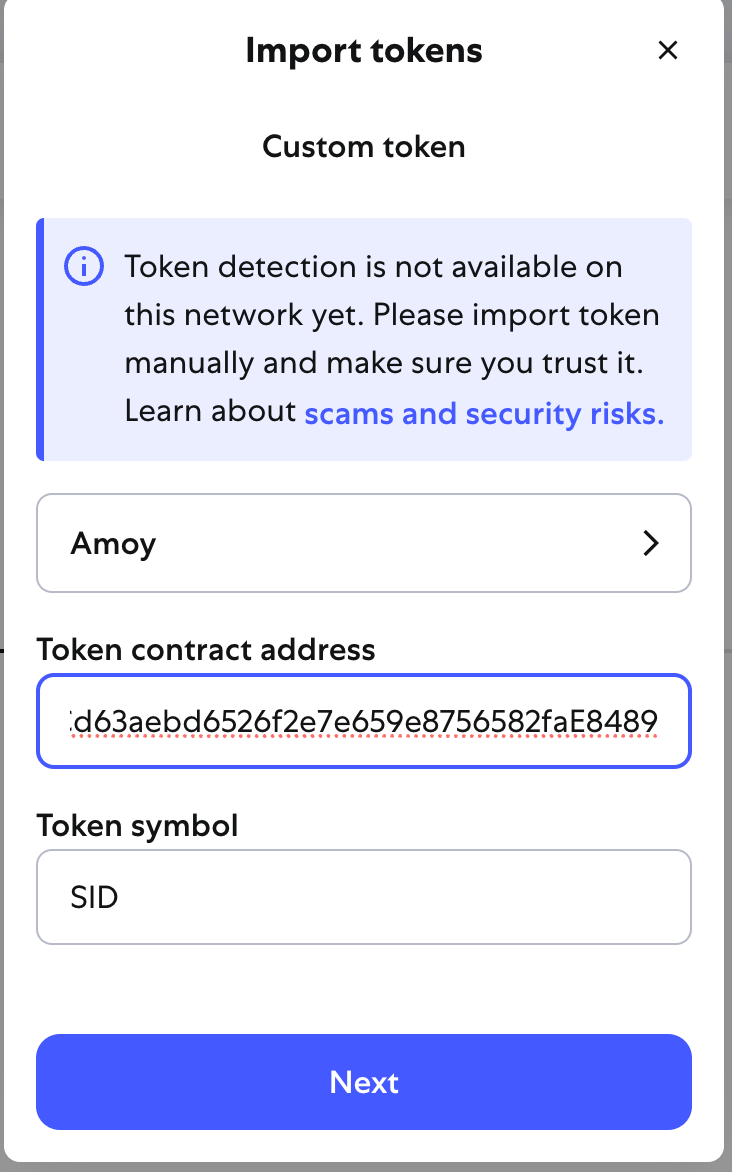 Import tokens
Custom token
Token detection is not available on
this network yet. Please import token
manually and make sure you trust it.
Learn about scams and security risks.
Amoy
Token contract address
d63aebd6526f2e7e659e8756582faE8489
Token symbol
SID
Next